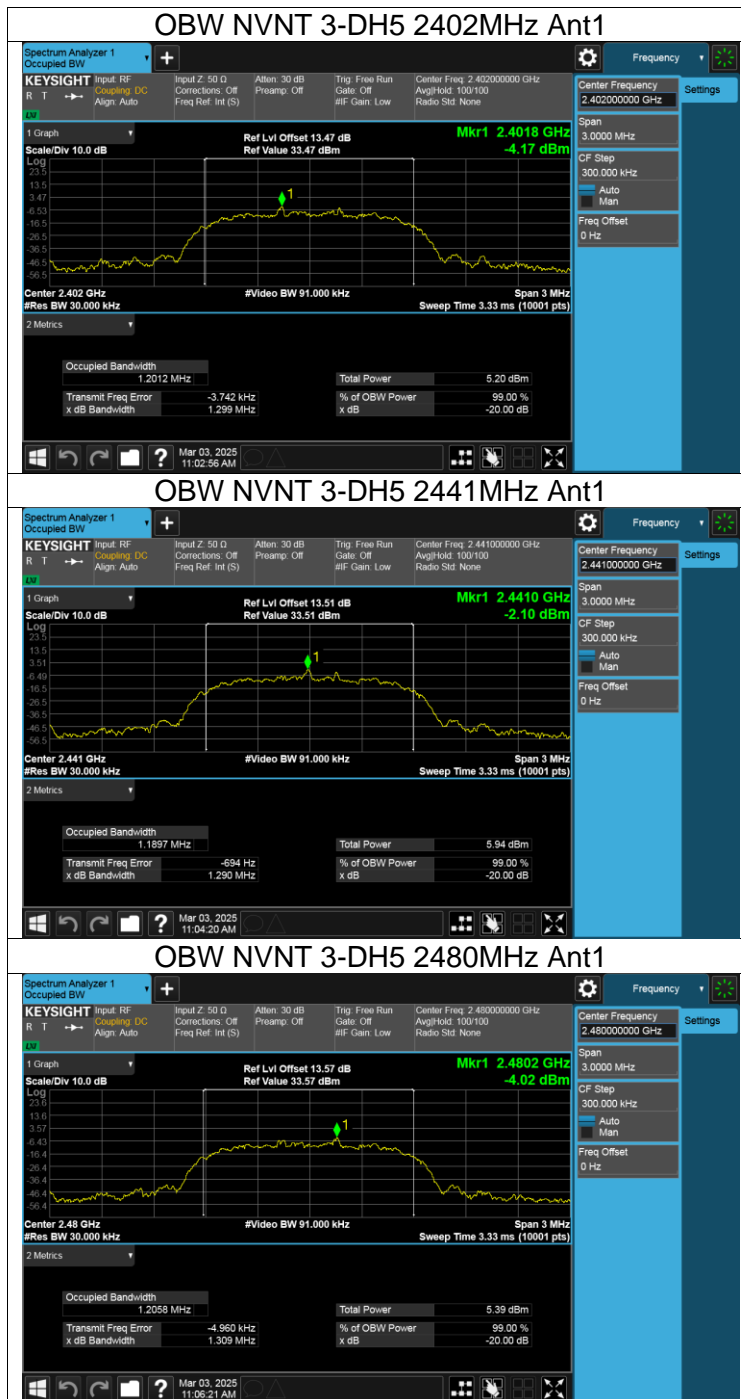 OBW NVNT 3-DH5 2402MHz Ant1
Spectrum Analyzer 1
Occupied BW
+
Frequency
KEYSIGHT Input: RF Input Z: 50 Ω Atten: 30 dB Trig: Free Run Center Freq: 2.402000000 GHz
R T Coupling: DC Corrections: Off Preamp: Off Gate: Off Avg|Hold: 100/100
Align: Auto Freq Ref: Int (S) #IF Gain: Low Radio Std: None
LXI
Center Frequency
2.402000000 GHz
Settings
Span
3.0000 MHz
CF Step
300.000 kHz
Auto
Man
Freq Offset
0 Hz
1 Graph Ref Lvl Offset 13.47 dB Mkr1 2.4018 GHz
Scale/Div 10.0 dB Ref Value 33.47 dBm -4.17 dBm
Log
23.5
13.5
3.47
-6.53
-16.5
-26.5
-36.5
-46.5
-56.5
1
Center 2.402 GHz #Video BW 91.000 kHz Span 3 MHz
#Res BW 30.000 kHz Sweep Time 3.33 ms (10001 pts)
2 Metrics
Occupied Bandwidth
1.2012 MHz Total Power 5.20 dBm
Transmit Freq Error -3.742 kHz % of OBW Power 99.00 %
x dB Bandwidth 1.299 MHz x dB -20.00 dB
? Mar 03, 2025
11:02:56 AM
OBW NVNT 3-DH5 2441MHz Ant1
Spectrum Analyzer 1
Occupied BW
+
Frequency
KEYSIGHT Input: RF Input Z: 50 Ω Atten: 30 dB Trig: Free Run Center Freq: 2.441000000 GHz
R T Coupling: DC Corrections: Off Preamp: Off Gate: Off Avg|Hold: 100/100
Align: Auto Freq Ref: Int (S) #IF Gain: Low Radio Std: None
LXI
Center Frequency
2.441000000 GHz
Settings
Span
3.0000 MHz
CF Step
300.000 kHz
Auto
Man
Freq Offset
0 Hz
1 Graph Ref Lvl Offset 13.51 dB Mkr1 2.4410 GHz
Scale/Div 10.0 dB Ref Value 33.51 dBm -2.10 dBm
Log
23.5
13.5
3.51
-6.49
-16.5
-26.5
-36.5
-46.5
-56.5
1
Center 2.441 GHz #Video BW 91.000 kHz Span 3 MHz
#Res BW 30.000 kHz Sweep Time 3.33 ms (10001 pts)
2 Metrics
Occupied Bandwidth
1.1897 MHz Total Power 5.94 dBm
Transmit Freq Error -694 Hz % of OBW Power 99.00 %
x dB Bandwidth 1.290 MHz x dB -20.00 dB
? Mar 03, 2025
11:04:20 AM
OBW NVNT 3-DH5 2480MHz Ant1
Spectrum Analyzer 1
Occupied BW
+
Frequency
KEYSIGHT Input: RF Input Z: 50 Ω Atten: 30 dB Trig: Free Run Center Freq: 2.480000000 GHz
R T Coupling: DC Corrections: Off Preamp: Off Gate: Off Avg|Hold: 100/100
Align: Auto Freq Ref: Int (S) #IF Gain: Low Radio Std: None
LXI
Center Frequency
2.480000000 GHz
Settings
Span
3.0000 MHz
CF Step
300.000 kHz
Auto
Man
Freq Offset
0 Hz
1 Graph Ref Lvl Offset 13.57 dB Mkr1 2.4802 GHz
Scale/Div 10.0 dB Ref Value 33.57 dBm -4.02 dBm
Log
23.6
13.6
3.57
-6.43
-16.4
-26.4
-36.4
-46.4
-56.4
1
Center 2.48 GHz #Video BW 91.000 kHz Span 3 MHz
#Res BW 30.000 kHz Sweep Time 3.33 ms (10001 pts)
2 Metrics
Occupied Bandwidth
1.2058 MHz Total Power 5.39 dBm
Transmit Freq Error -4.960 kHz % of OBW Power 99.00 %
x dB Bandwidth 1.309 MHz x dB -20.00 dB
? Mar 03, 2025
11:06:21 AM